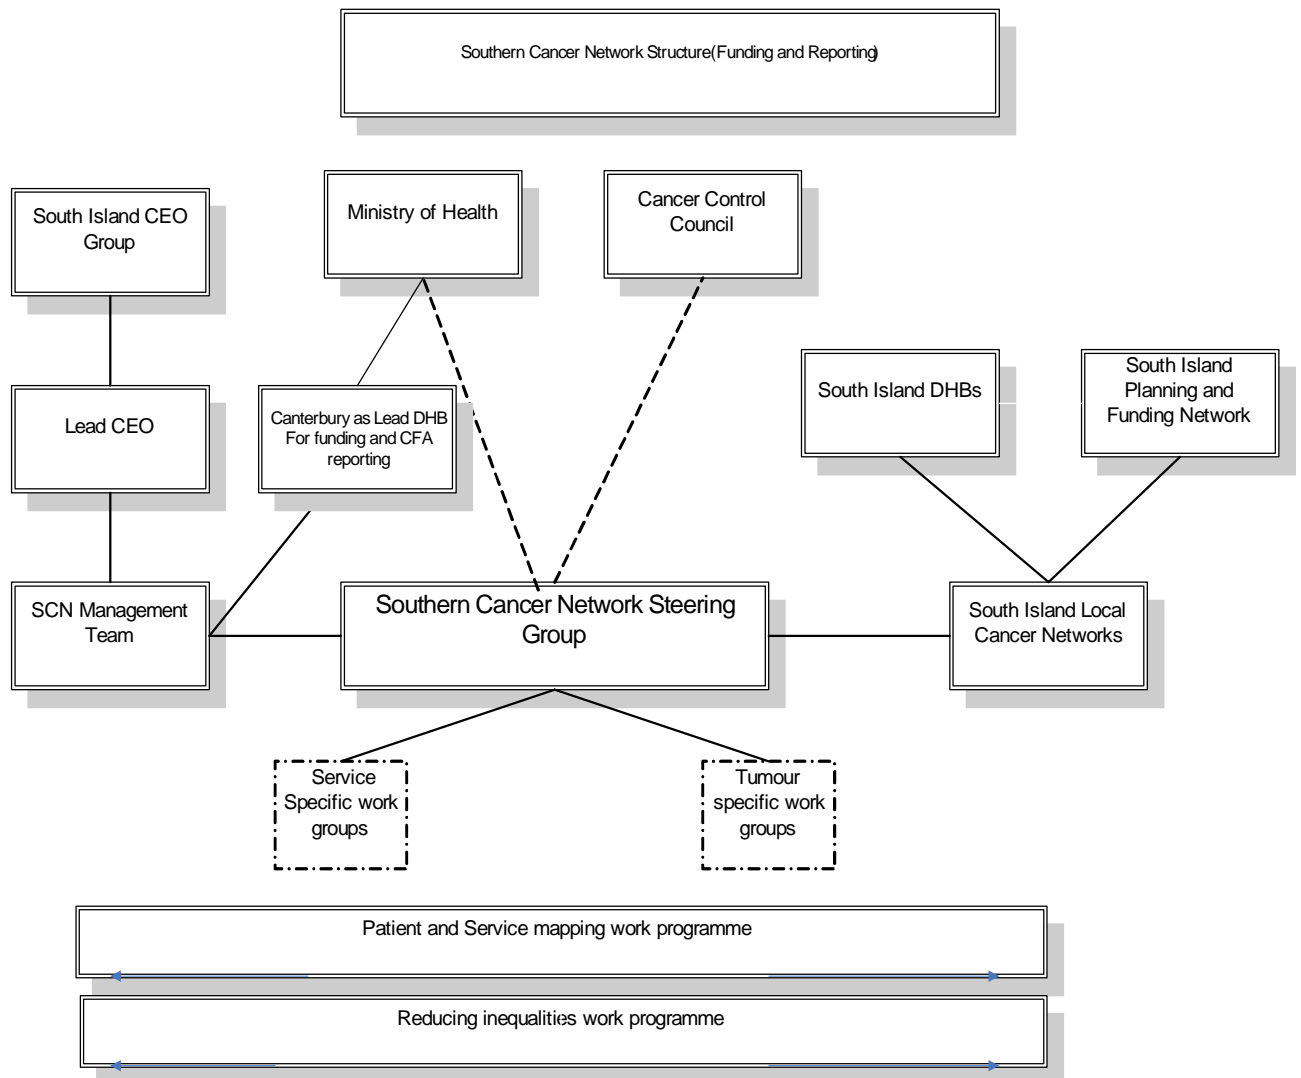 Southern Cancer Network Structure(Funding and Reporting)
South Island CEO
Group
Ministry of Health
Cancer Control
Council
Lead CEO
Canterbury as Lead DHB
For funding and CFA
reporting
South Island DHBs
South Island
Planning and
Funding Network
SCN Management
Team
Southern Cancer Network Steering
Group
South Island Local
Cancer Networks
Service
Specific work
groups
Tumour
specific work
groups
Patient and Service mapping work programme
Reducing inequalities work programme